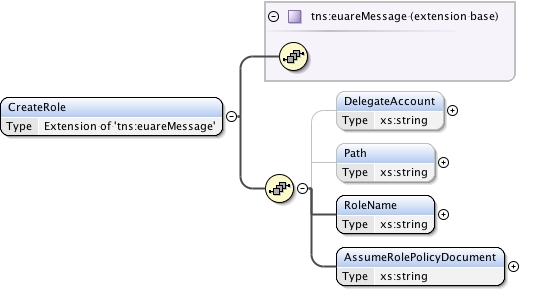 tns:euareMessage (extension base)
CreateRole
Type Extension of 'tns:euareMessage'
DelegateAccount
Type xs:string
Path
Type xs:string
RoleName
Type xs:string
AssumeRolePolicyDocument
Type xs:string